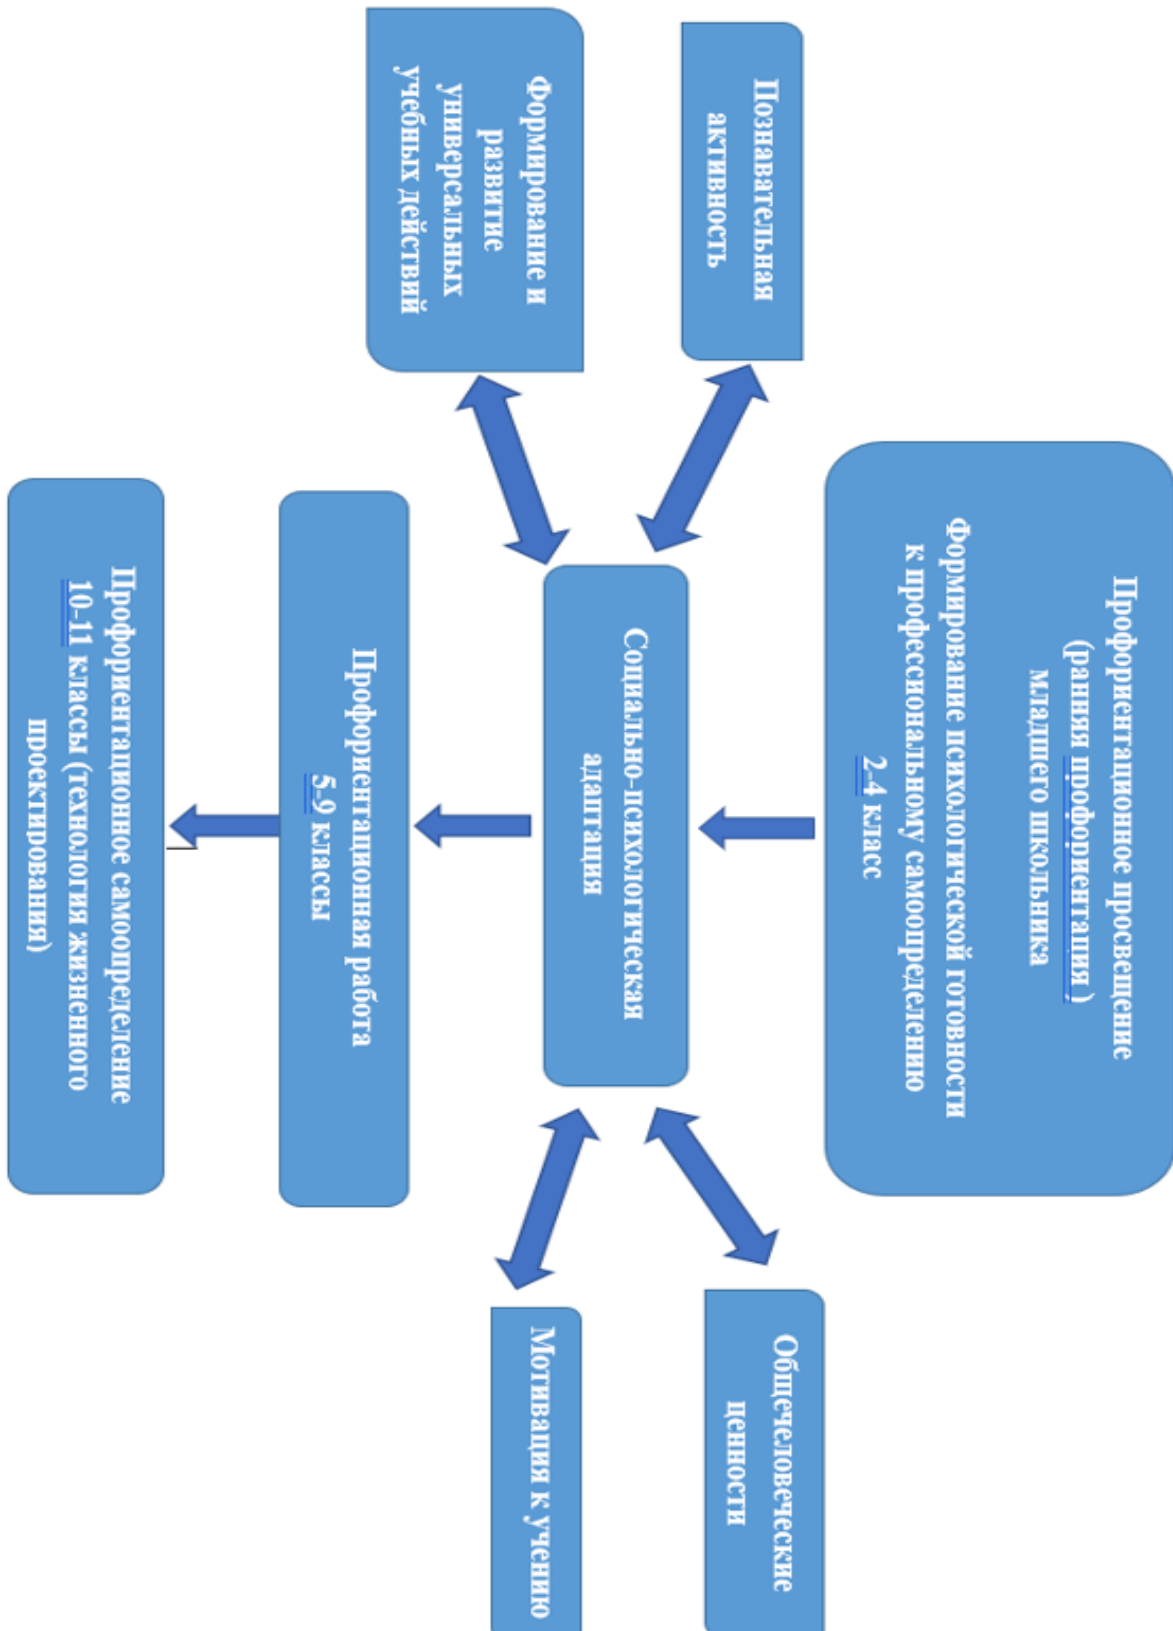 Профориентационное просвещение
(ранняя профориентапия )
младшего школьника
Формирование психологической готовности
к профессиональному самоопределению
2-4 класс
Познавательная
активность
Общечеловеческие
ценности
Социально-психологическая
адаптация
Формирование и
развитие
универсальных
учебных действий
Мотивация к учению
Профориентационная работа
5-9 классы
Профориентационное самоопределение
10-11 классы (технология жизненного
проектирования)